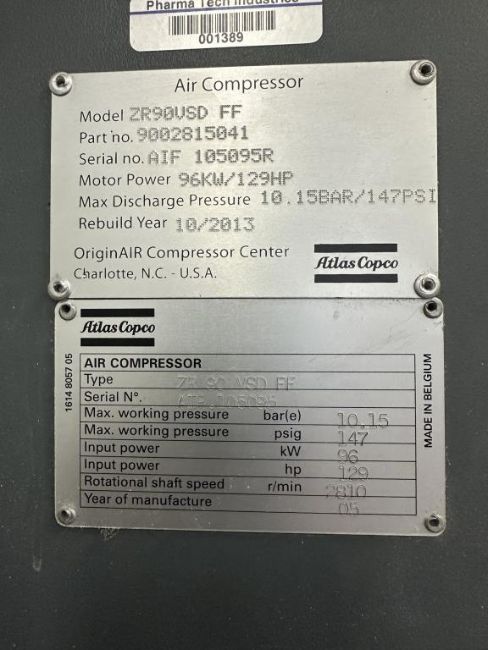 Pharma Tech Industries
001389
Air Compressor
Model ZR90VSD FF
Part no. 9002815041
Serial no. AIF 105095R
Motor Power 96KW/129HP
Max Discharge Pressure 10.15BAR/147PSI
Rebuild Year 10/2013
OriginAIR Compressor Center
Charlotte, N.C. - U.S.A.
Atlas Copco
Atlas Copco
AIR COMPRESSOR
Type ZR 90 VSD FF
Serial N°.
Max. working pressure bar(e) 10.15
Max. working pressure psig 147
Input power kW 96
Input power hp 129
Rotational shaft speed r/min 2810
Year of manufacture 05
1614 8057 05
MADE IN BELGIUM